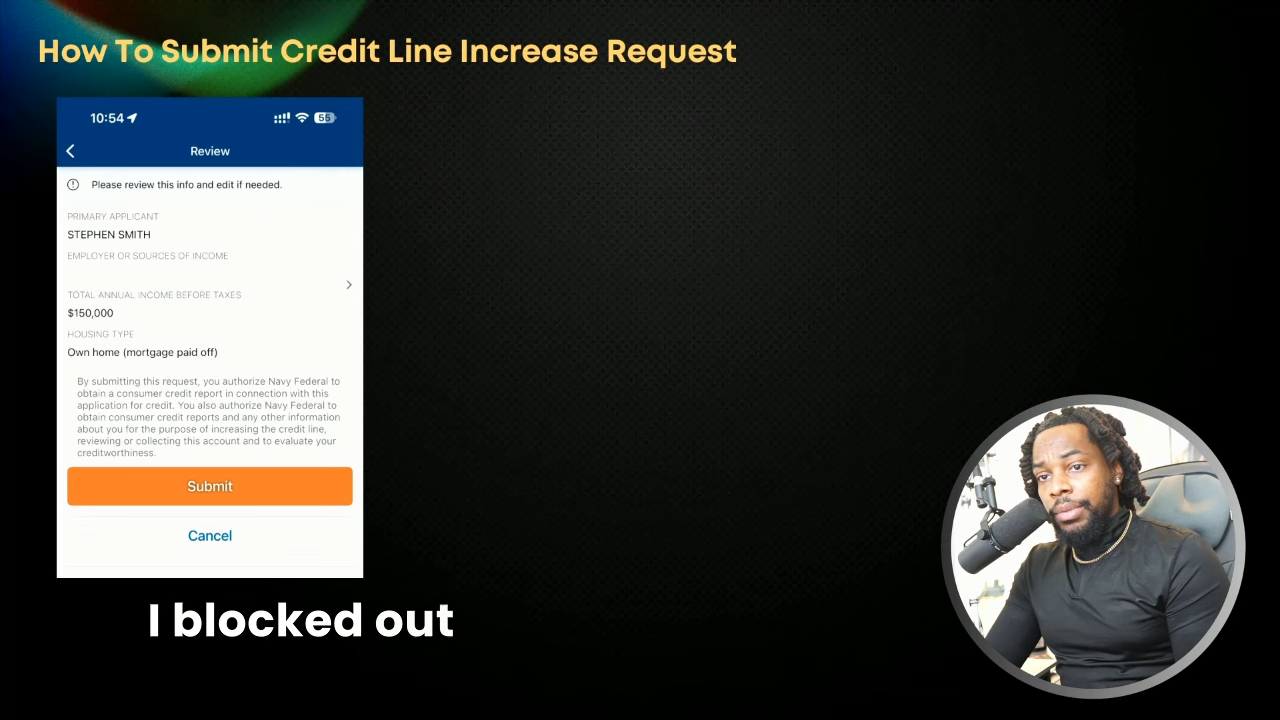 How To Submit Credit Line Increase Request
10:54
55
Review
Please review this info and edit if needed.
PRIMARY APPLICANT
STEPHEN SMITH
EMPLOYER OR SOURCES OF INCOME
TOTAL ANNUAL INCOME BEFORE TAXES
$150,000
HOUSING TYPE
Own home (mortgage paid off)
By submitting this request, you authorize Navy Federal to
obtain a consumer credit report in connection with this
application for credit. You also authorize Navy Federal to
obtain consumer credit reports and any other information
about you for the purpose of increasing the credit line,
reviewing or collecting this account and to evaluate your
creditworthiness.
Submit
Cancel
I blocked out